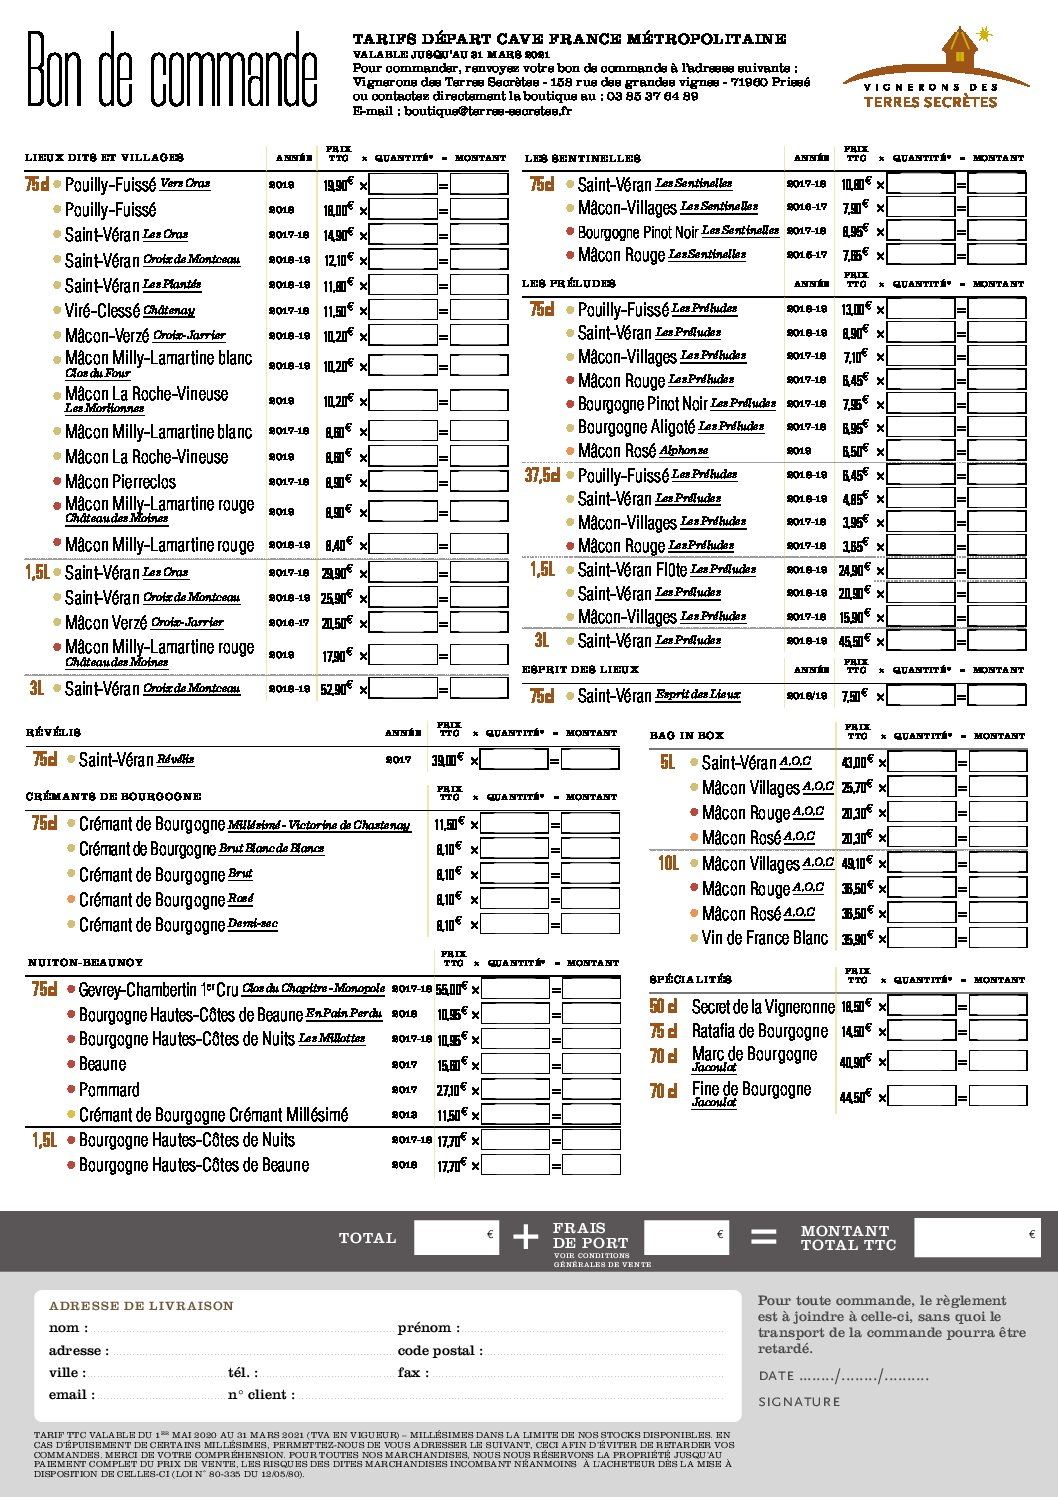 Bon de commande
TARIFS DÉPART CAVE FRANCE MÉTROPOLITAINE
VALABLE JUSQU'AU 31 MARS 2021
Pour commander, renvoyez votre bon de commande à l'adresse suivante :
Vignerons des Terres Secrètes - 158 rue des grandes vignes - 71960 Prissé
ou contactez directement la boutique au : 03 85 37 64 89
E-mail : boutique@terres-secretes.fr
VIGNERONS DES
TERRES SECRÈTES
LIEUX DITS ET VILLAGES ANNÉE PRIX TTC x QUANTITÉ* = MONTANT
75cl Pouilly-Fuissé Vers Cras 2019 19,90€ x =
Pouilly-Fuissé 2018 18,00€ x =
Saint-Véran Les Cras 2017-18 14,90€ x =
Saint-Véran Croix de Montceau 2018-19 12,10€ x =
Saint-Véran Les Plantés 2018-19 11,80€ x =
Viré-Clessé Châtenay 2017-18 11,50€ x =
Mâcon-Verzé Croix-Jarrier 2018-19 10,20€ x =
Mâcon Milly-Lamartine blanc Clos du Four 2018-19 10,20€ x =
Mâcon La Roche-Vineuse Les Morlionnes 2019 10,20€ x =
Mâcon Milly-Lamartine blanc 2017-18 8,60€ x =
Mâcon La Roche-Vineuse 2019 8,60€ x =
Mâcon Pierreclos 2017-18 8,90€ x =
Mâcon Milly-Lamartine rouge Château des Moines 2019 8,90€ x =
Mâcon Milly-Lamartine rouge 2018-19 8,40€ x =
1,5L Saint-Véran Les Cras 2017-18 29,90€ x =
Saint-Véran Croix de Montceau 2018-19 25,90€ x =
Mâcon Verzé Croix-Jarrier 2016-17 20,50€ x =
Mâcon Milly-Lamartine rouge Château des Moines 2019 17,90€ x =
3L Saint-Véran Croix de Montceau 2018-19 52,90€ x =
LES SENTINELLES ANNÉE PRIX TTC x QUANTITÉ* = MONTANT
75cl Saint-Véran Les Sentinelles 2017-18 10,80€ x =
Mâcon-Villages Les Sentinelles 2016-17 7,90€ x =
Bourgogne Pinot Noir Les Sentinelles 2017-18 8,95€ x =
Mâcon Rouge Les Sentinelles 2015-17 7,65€ x =
LES PRÉLUDES ANNÉE PRIX TTC x QUANTITÉ* = MONTANT
75cl Pouilly-Fuissé Les Préludes 2018-19 13,00€ x =
Saint-Véran Les Préludes 2018-19 8,90€ x =
Mâcon-Villages Les Préludes 2017-18 7,10€ x =
Mâcon Rouge Les Préludes 2017-18 6,45€ x =
Bourgogne Pinot Noir Les Préludes 2017-18 7,95€ x =
Bourgogne Aligoté Les Préludes 2017-18 6,95€ x =
Mâcon Rosé Alphonse 2019 6,50€ x =
37,5cl Pouilly-Fuissé Les Préludes 2018-19 6,45€ x =
Saint-Véran Les Préludes 2018-19 4,85€ x =
Mâcon-Villages Les Préludes 2017-18 3,95€ x =
Mâcon Rouge Les Préludes 2017-18 3,65€ x =
1,5L Saint-Véran Flûte Les Préludes 2018-19 24,90€ x =
Saint-Véran Les Préludes 2018-19 20,90€ x =
Mâcon-Villages Les Préludes 2017-18 15,90€ x =
3L Saint-Véran Les Préludes 2018-19 45,50€ x =
ESPRIT DES LIEUX ANNÉE PRIX TTC x QUANTITÉ* = MONTANT
75cl Saint-Véran Esprit des Lieux 2018/19 7,50€ x =
RÉVÉLIS ANNÉE PRIX TTC x QUANTITÉ* = MONTANT
75cl Saint-Véran Révélis 2017 39,00€ x =
CRÉMANTS DE BOURGOGNE PRIX TTC x QUANTITÉ* = MONTANT
75cl Crémant de Bourgogne Millésimé - Victorine de Chastenay 11,50€ x =
Crémant de Bourgogne Brut Blanc de Blancs 8,10€ x =
Crémant de Bourgogne Brut 8,10€ x =
Crémant de Bourgogne Rosé 8,10€ x =
Crémant de Bourgogne Demi-sec 8,10€ x =
NUITON-BEAUNOY PRIX TTC x QUANTITÉ* = MONTANT
75cl Gevrey-Chambertin 1er Cru Clos du Chapitre - Monopole 2017-18 55,00€ x =
Bourgogne Hautes-Côtes de Beaune En Pain Perdu 2018 10,95€ x =
Bourgogne Hautes-Côtes de Nuits Les Millottes 2017-18 10,95€ x =
Beaune 2017 15,60€ x =
Pommard 2017 27,10€ x =
Crémant de Bourgogne Crémant Millésimé 2013 11,50€ x =
1,5L Bourgogne Hautes-Côtes de Nuits 2017-18 17,70€ x =
Bourgogne Hautes-Côtes de Beaune 2018 17,70€ x =
BAG IN BOX PRIX TTC x QUANTITÉ* = MONTANT
5L Saint-Véran A.O.C 43,00€ x =
Mâcon Villages A.O.C 25,70€ x =
Mâcon Rouge A.O.C 20,30€ x =
Mâcon Rosé A.O.C 20,30€ x =
10L Mâcon Villages A.O.C 49,10€ x =
Mâcon Rouge A.O.C 36,50€ x =
Mâcon Rosé A.O.C 36,50€ x =
Vin de France Blanc 35,90€ x =
SPÉCIALITÉS PRIX TTC x QUANTITÉ* = MONTANT
50 cl Secret de la Vigneronne 18,50€ x =
75 cl Ratafia de Bourgogne 14,50€ x =
70 cl Marc de Bourgogne Jacoulot 40,90€ x =
70 cl Fine de Bourgogne Jacoulot 44,50€ x =
TOTAL € + FRAIS DE PORT € = MONTANT TOTAL TTC €
VOIR CONDITIONS
GÉNÉRALES DE VENTE
ADRESSE DE LIVRAISON
nom : prénom :
adresse : code postal :
ville : tél. : fax :
email : n° client :
Pour toute commande, le règlement
est à joindre à celle-ci, sans quoi le
transport de la commande pourra être
retardé.
DATE ......../......../..........
SIGNATURE
TARIF TTC VALABLE DU 1ER MAI 2020 AU 31 MARS 2021 (TVA EN VIGUEUR) – MILLÉSIMES DANS LA LIMITE DE NOS STOCKS DISPONIBLES. EN
CAS D'ÉPUISEMENT DE CERTAINS MILLÉSIMES, PERMETTEZ-NOUS DE VOUS ADRESSER LE SUIVANT, CECI AFIN D'ÉVITER DE RETARDER VOS
COMMANDES. MERCI DE VOTRE COMPRÉHENSION. POUR TOUTES NOS MARCHANDISES, NOUS NOUS RÉSERVONS LA PROPRIÉTÉ JUSQU'AU
PAIEMENT COMPLET DU PRIX DE VENTE, LES RISQUES DES DITES MARCHANDISES INCOMBANT NÉANMOINS À L'ACHETEUR DÈS LA MISE À
DISPOSITION DE CELLES-CI (LOI N° 80-335 DU 12/05/80).